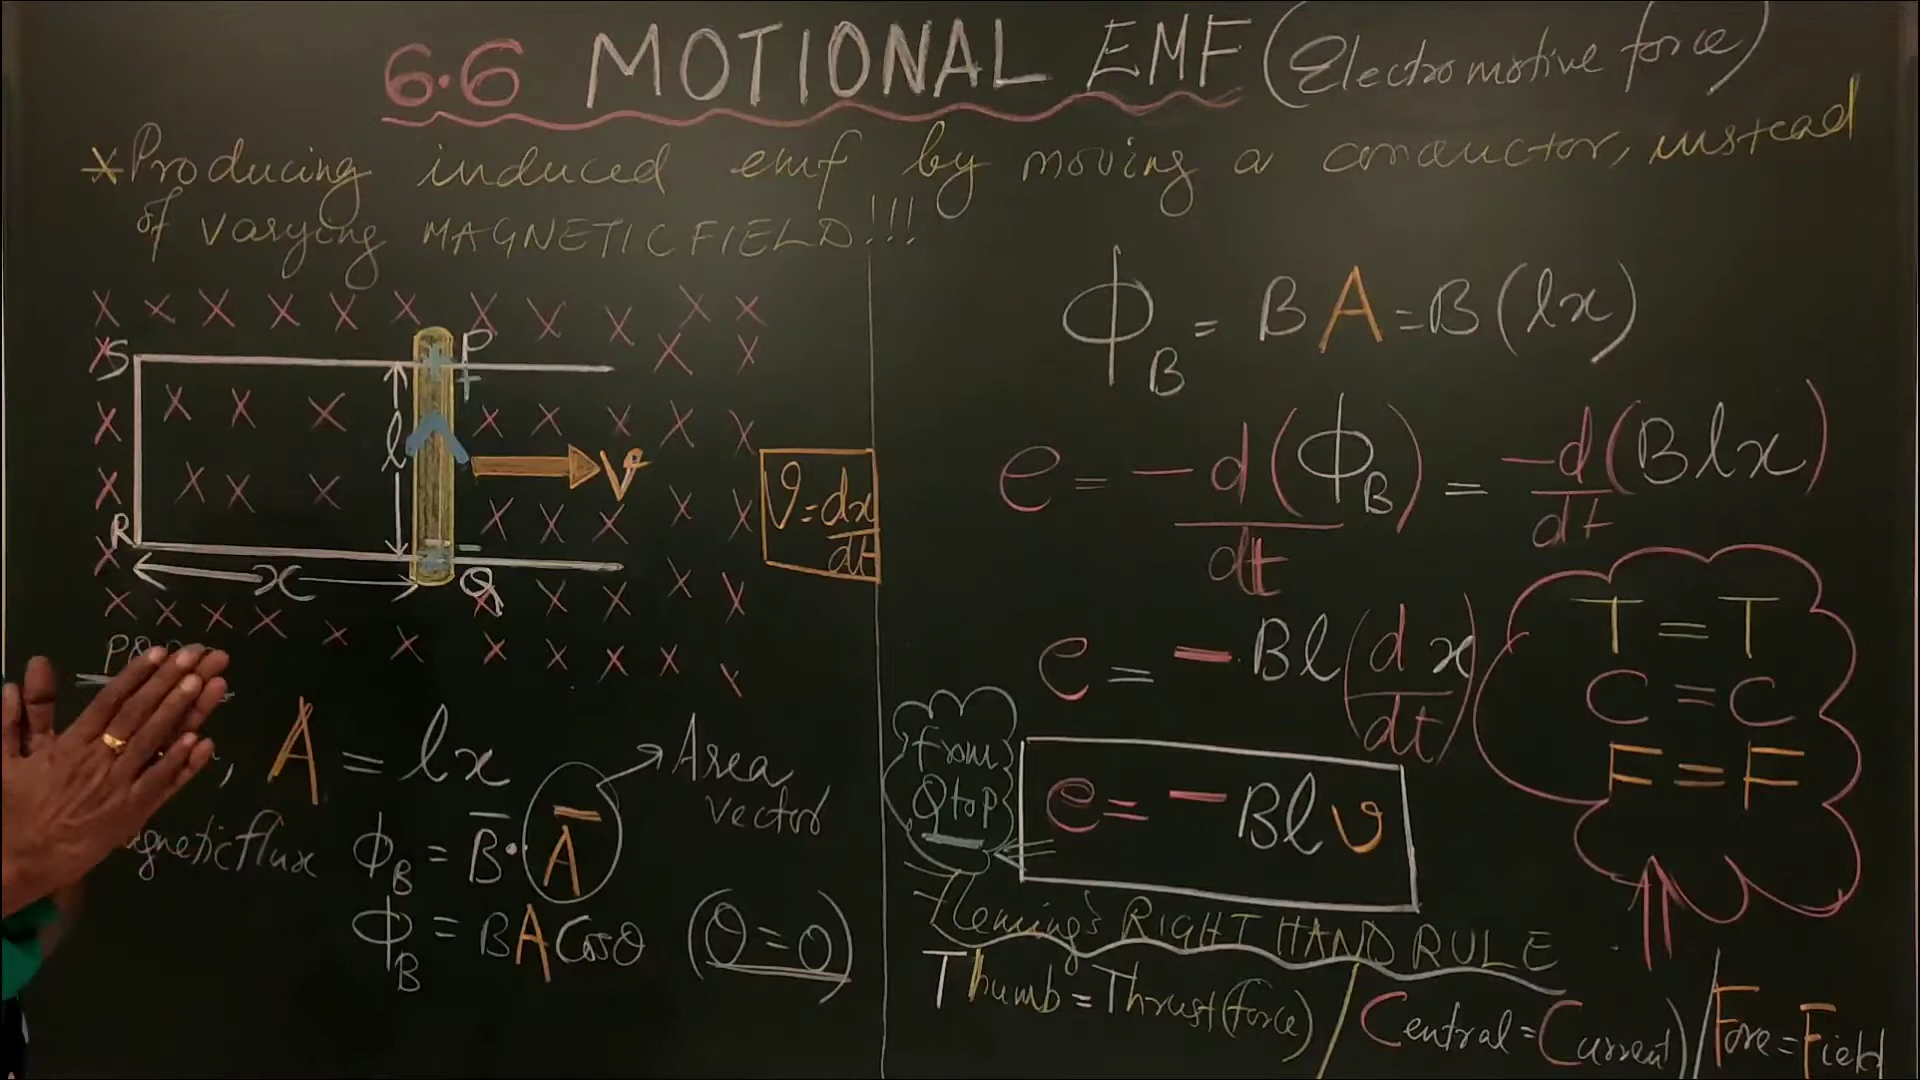 6.6 MOTIONAL EMF (Electromotive force)
* Producing induced emf by moving a conductor, instead
of varying MAGNETIC FIELD!!!
S
P
+
l
V
R
-
Q
x
v = dx/dt
A = lx
Area vector
magnetic flux Φ_B = B̅ · A̅
Φ_B = BA Cosθ (θ = 0)
Φ_B = BA = B(lx)
e = -d(Φ_B)/dt = -d/dt (Blx)
e = -Bl(dx/dt)
from
Q to P
e = -Blv
T = T
C = C
F = F
Fleming's RIGHT HAND RULE
Thumb = Thrust (force) / Central = Current / Fore = Field